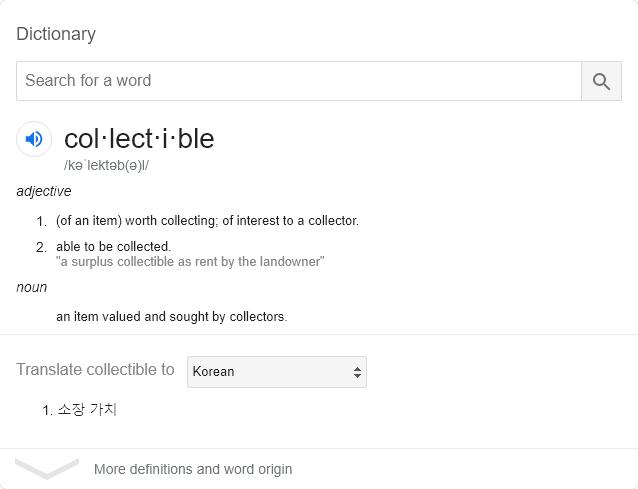 Dictionary
Search for a word
col·lect·i·ble
/kəˈlektəb(ə)l/
adjective
1. (of an item) worth collecting; of interest to a collector.
2. able to be collected.
"a surplus collectible as rent by the landowner"
noun
an item valued and sought by collectors.
Translate collectible to Korean
1. 소장 가치
More definitions and word origin